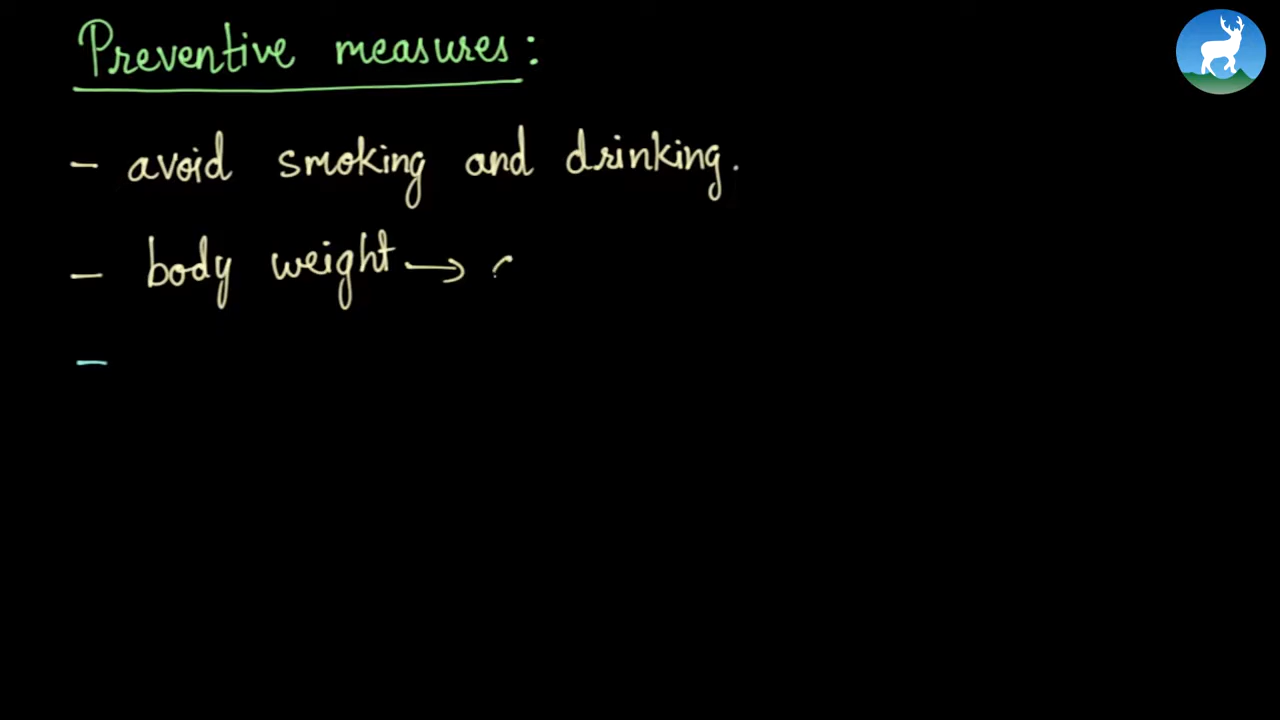 Preventive measures:
- avoid smoking and drinking.
- body weight →
-